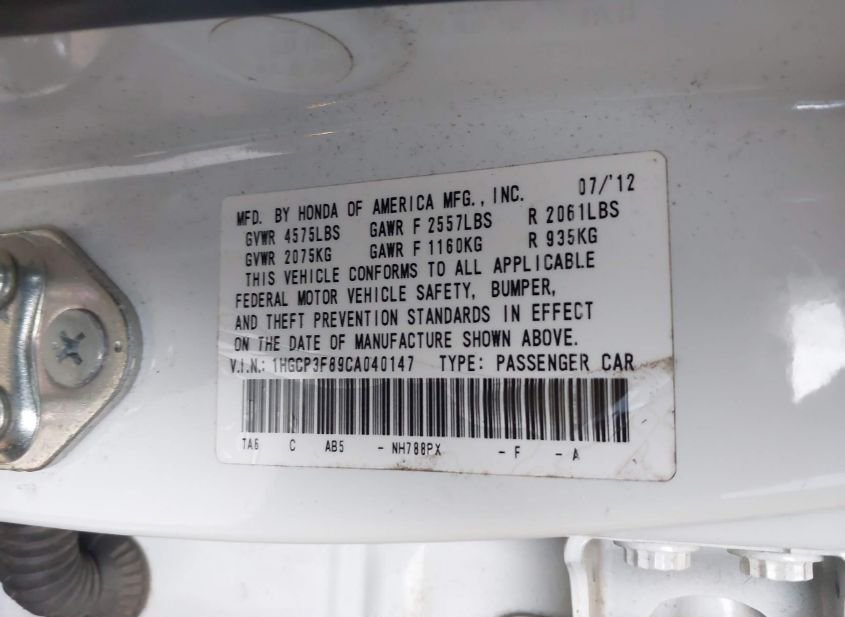 MFD. BY HONDA OF AMERICA MFG., INC. 07/'12
GVWR 4575LBS GAWR F 2557LBS R 2061LBS
GVWR 2075KG GAWR F 1160KG R 935KG
THIS VEHICLE CONFORMS TO ALL APPLICABLE
FEDERAL MOTOR VEHICLE SAFETY, BUMPER,
AND THEFT PREVENTION STANDARDS IN EFFECT
ON THE DATE OF MANUFACTURE SHOWN ABOVE.
V.I.N.: 1HGCP3F89CA040147 TYPE: PASSENGER CAR
TA6 C AB5 - NH788PX - F - A